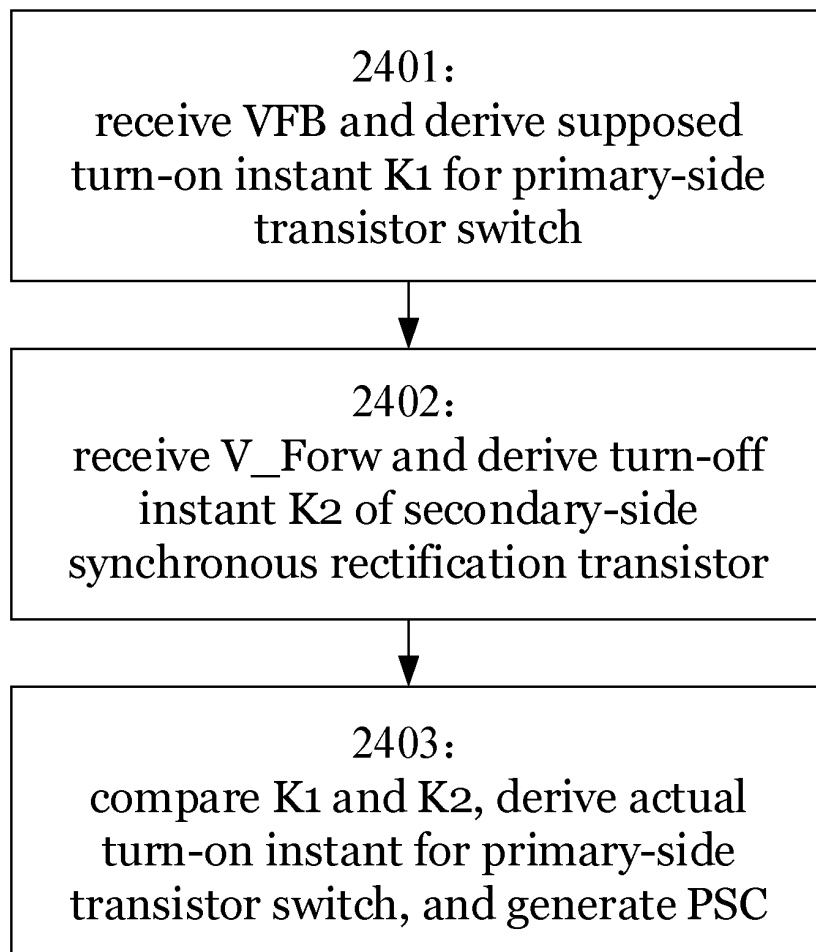 2401：
receive VFB and derive supposed
turn-on instant K1 for primary-side
transistor switch
2402：
receive V_Forw and derive turn-off
instant K2 of secondary-side
synchronous rectification transistor
2403：
compare K1 and K2, derive actual
turn-on instant for primary-side
transistor switch, and generate PSC